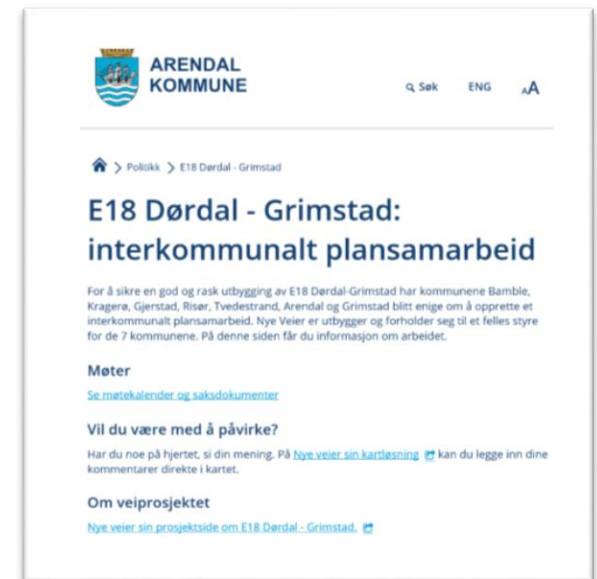 ARENDAL
KOMMUNE
Søk ENG AA
Politikk E18 Dørdal - Grimstad
E18 Dørdal - Grimstad:
interkommunalt plansamarbeid
For å sikre en god og rask utbygging av E18 Dørdal-Grimstad har kommunene Bamble,
Kragerø, Gjerstad, Risør, Tvedestrand, Arendal og Grimstad blitt enige om å opprette et
interkommunalt plansamarbeid. Nye Veier er utbygger og forholder seg til et felles styre
for de 7 kommunene. På denne siden får du informasjon om arbeidet.
Møter
Se møtekalender og saksdokumenter
Vil du være med å påvirke?
Har du noe på hjertet, si din mening. På Nye veier sin kartløsning kan du legge inn dine
kommentarer direkte i kartet.
Om veiprosjektet
Nye veier sin prosjektside om E18 Dørdal - Grimstad.